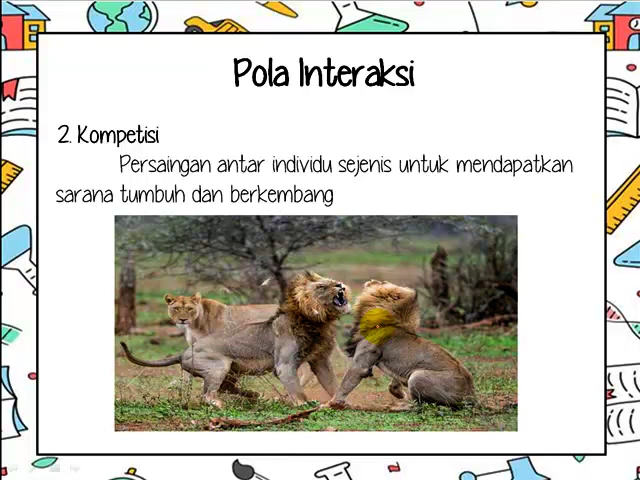 Pola Interaksi
2. Kompetisi
Persaingan antar individu sejenis untuk mendapatkan
sarana tumbuh dan berkembang